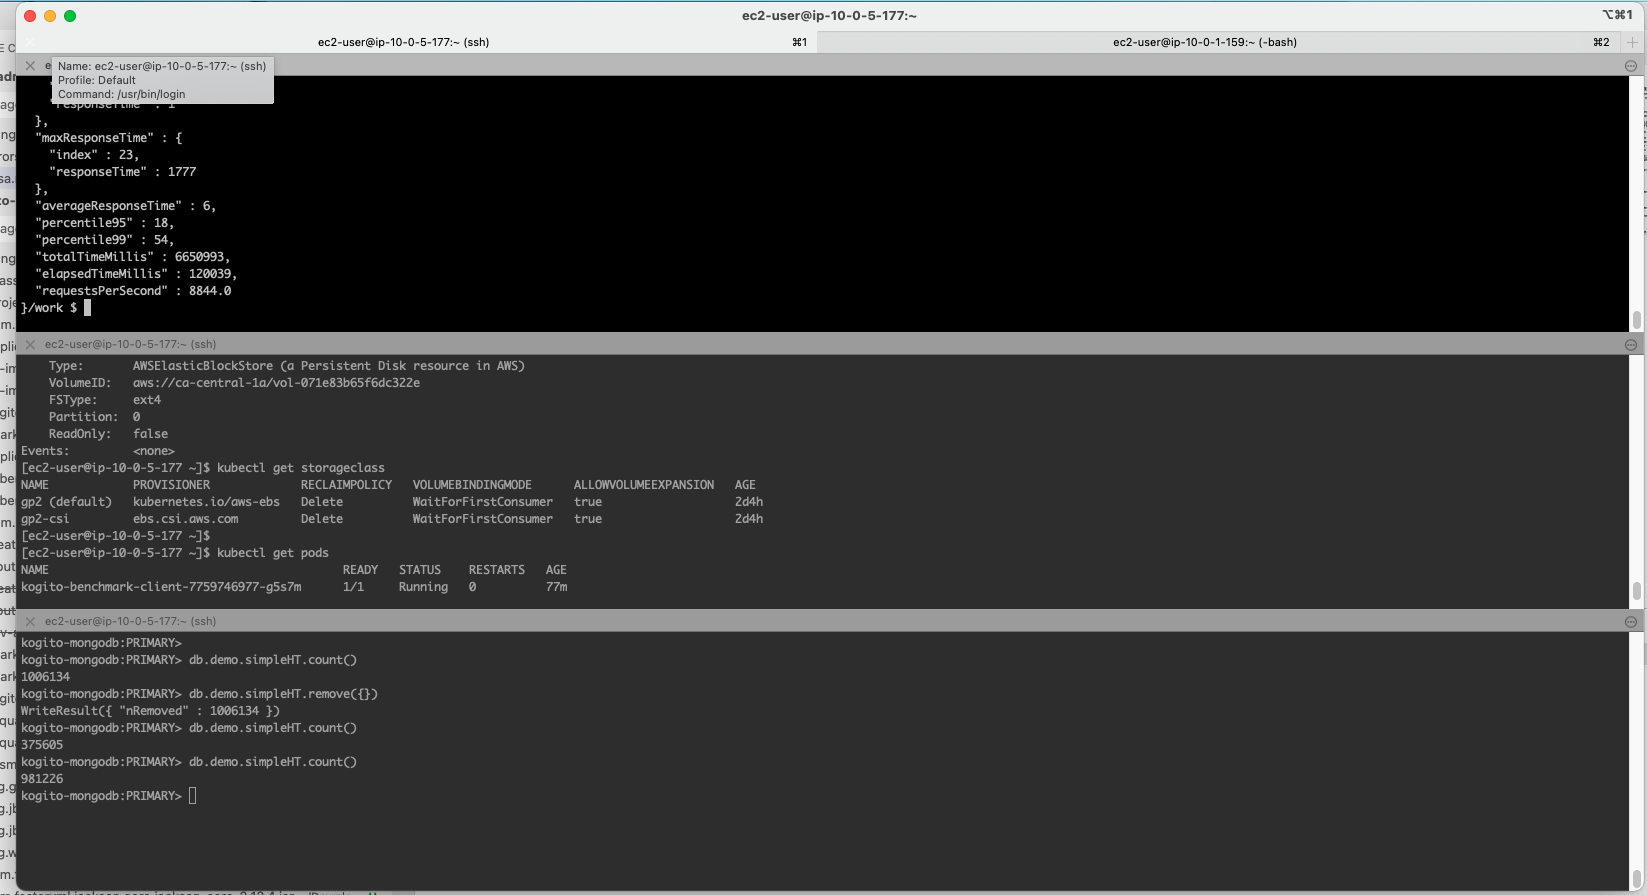 ec2-user@ip-10-0-5-177:~
⌥⌘1
ec2-user@ip-10-0-5-177:~ (ssh)
⌘1
ec2-user@ip-10-0-1-159:~ (-bash)
⌘2
Name: ec2-user@ip-10-0-5-177:~ (ssh)
Profile: Default
Command: /usr/bin/login
"responseTime" : 1
},
"maxResponseTime" : {
"index" : 23,
"responseTime" : 1777
},
"averageResponseTime" : 6,
"percentile95" : 18,
"percentile99" : 54,
"totalTimeMillis" : 6650993,
"elapsedTimeMillis" : 120039,
"requestsPerSecond" : 8844.0
}/work $
ec2-user@ip-10-0-5-177:~ (ssh)
Type: AWSElasticBlockStore (a Persistent Disk resource in AWS)
VolumeID: aws://ca-central-1a/vol-071e83b65f6dc322e
FSType: ext4
Partition: 0
ReadOnly: false
Events: <none>
[ec2-user@ip-10-0-5-177 ~]$ kubectl get storageclass
NAME PROVISIONER RECLAIMPOLICY VOLUMEBINDINGMODE ALLOWVOLUMEEXPANSION AGE
gp2 (default) kubernetes.io/aws-ebs Delete WaitForFirstConsumer true 2d4h
gp2-csi ebs.csi.aws.com Delete WaitForFirstConsumer true 2d4h
[ec2-user@ip-10-0-5-177 ~]$
[ec2-user@ip-10-0-5-177 ~]$ kubectl get pods
NAME READY STATUS RESTARTS AGE
kogito-benchmark-client-7759746977-g5s7m 1/1 Running 0 77m
ec2-user@ip-10-0-5-177:~ (ssh)
kogito-mongodb:PRIMARY>
kogito-mongodb:PRIMARY> db.demo.simpleHT.count()
1006134
kogito-mongodb:PRIMARY> db.demo.simpleHT.remove({})
WriteResult({ "nRemoved" : 1006134 })
kogito-mongodb:PRIMARY> db.demo.simpleHT.count()
375605
kogito-mongodb:PRIMARY> db.demo.simpleHT.count()
981226
kogito-mongodb:PRIMARY>